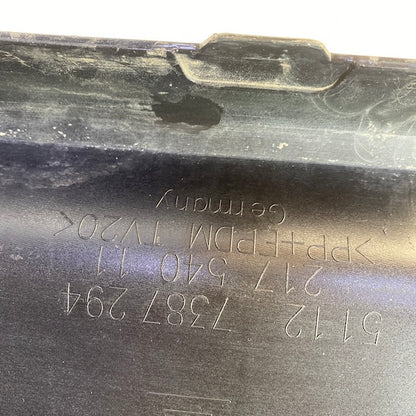 5112 7387 294
217 540 11
>PP+EPDM TV20<
Germany